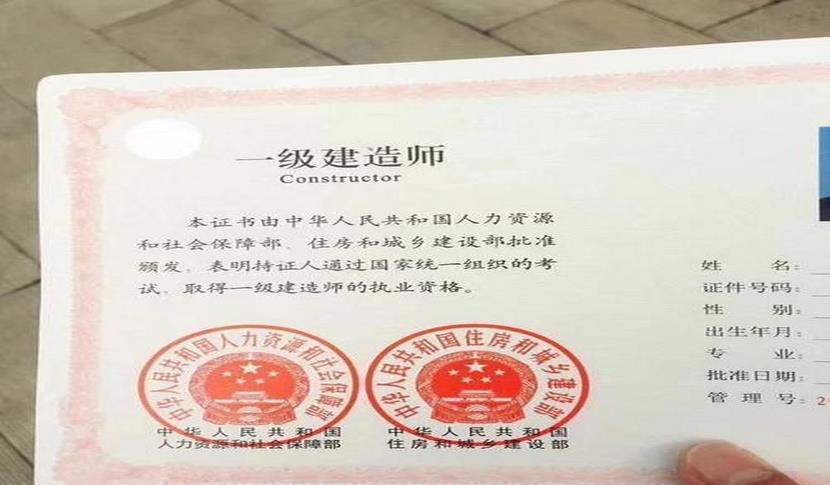 一级建造师
Constructor
本证书由中华人民共和国人力资源
和社会保障部、住房和城乡建设部批准
颁发，表明持证人通过国家统一组织的考
试，取得一级建造师的执业资格。
中华人民共和国人力资源和社会保障部
中华人民共和国住房和城乡建设部
中华人民共和国
人力资源和社会保障部
中华人民共和国
住房和城乡建设部
姓 名：
证件号码：
性 别：
出生年月：
专 业：
批准日期：
管 理 号：2